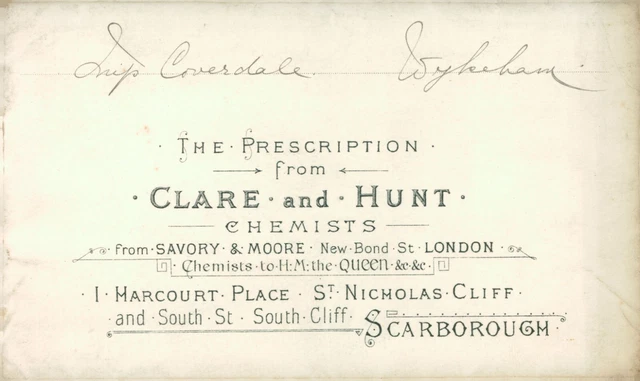 Miss Coverdale. Wykeham.
· THE · PRESCRIPTION ·
from
· CLARE · and · HUNT ·
CHEMISTS
from · SAVORY · & MOORE · New · Bond · St · LONDON
Chemists · to · H · M · the · QUEEN · &c · &c ·
· 1 · HARCOURT · PLACE · ST NICHOLAS · CLIFF ·
· and · South · St · South · Cliff · SCARBOROUGH ·